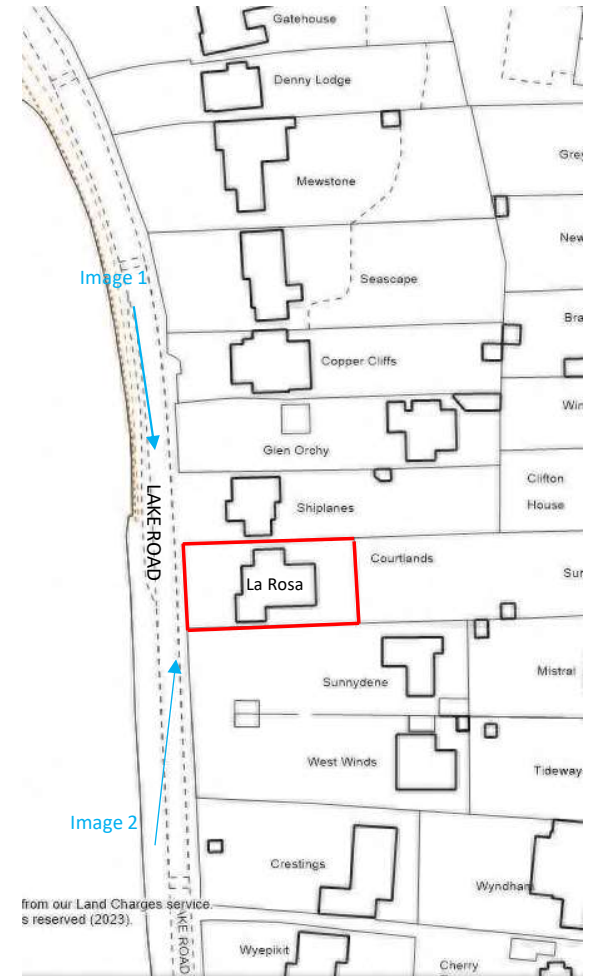 Gatehouse
Denny Lodge
Mewstone
Grey
New
Image 1
Seascape
Bra
Copper Cliffs
Win
Glen Orchy
Clifton
House
LAKE ROAD
Shiplanes
Courtlands
La Rosa
Sur
Sunnydene
Mistral
West Winds
Tideway
Image 2
Crestings
Wyndham
from our Land Charges service.
s reserved (2023).
KE ROAD
Wyepikit
Cherry